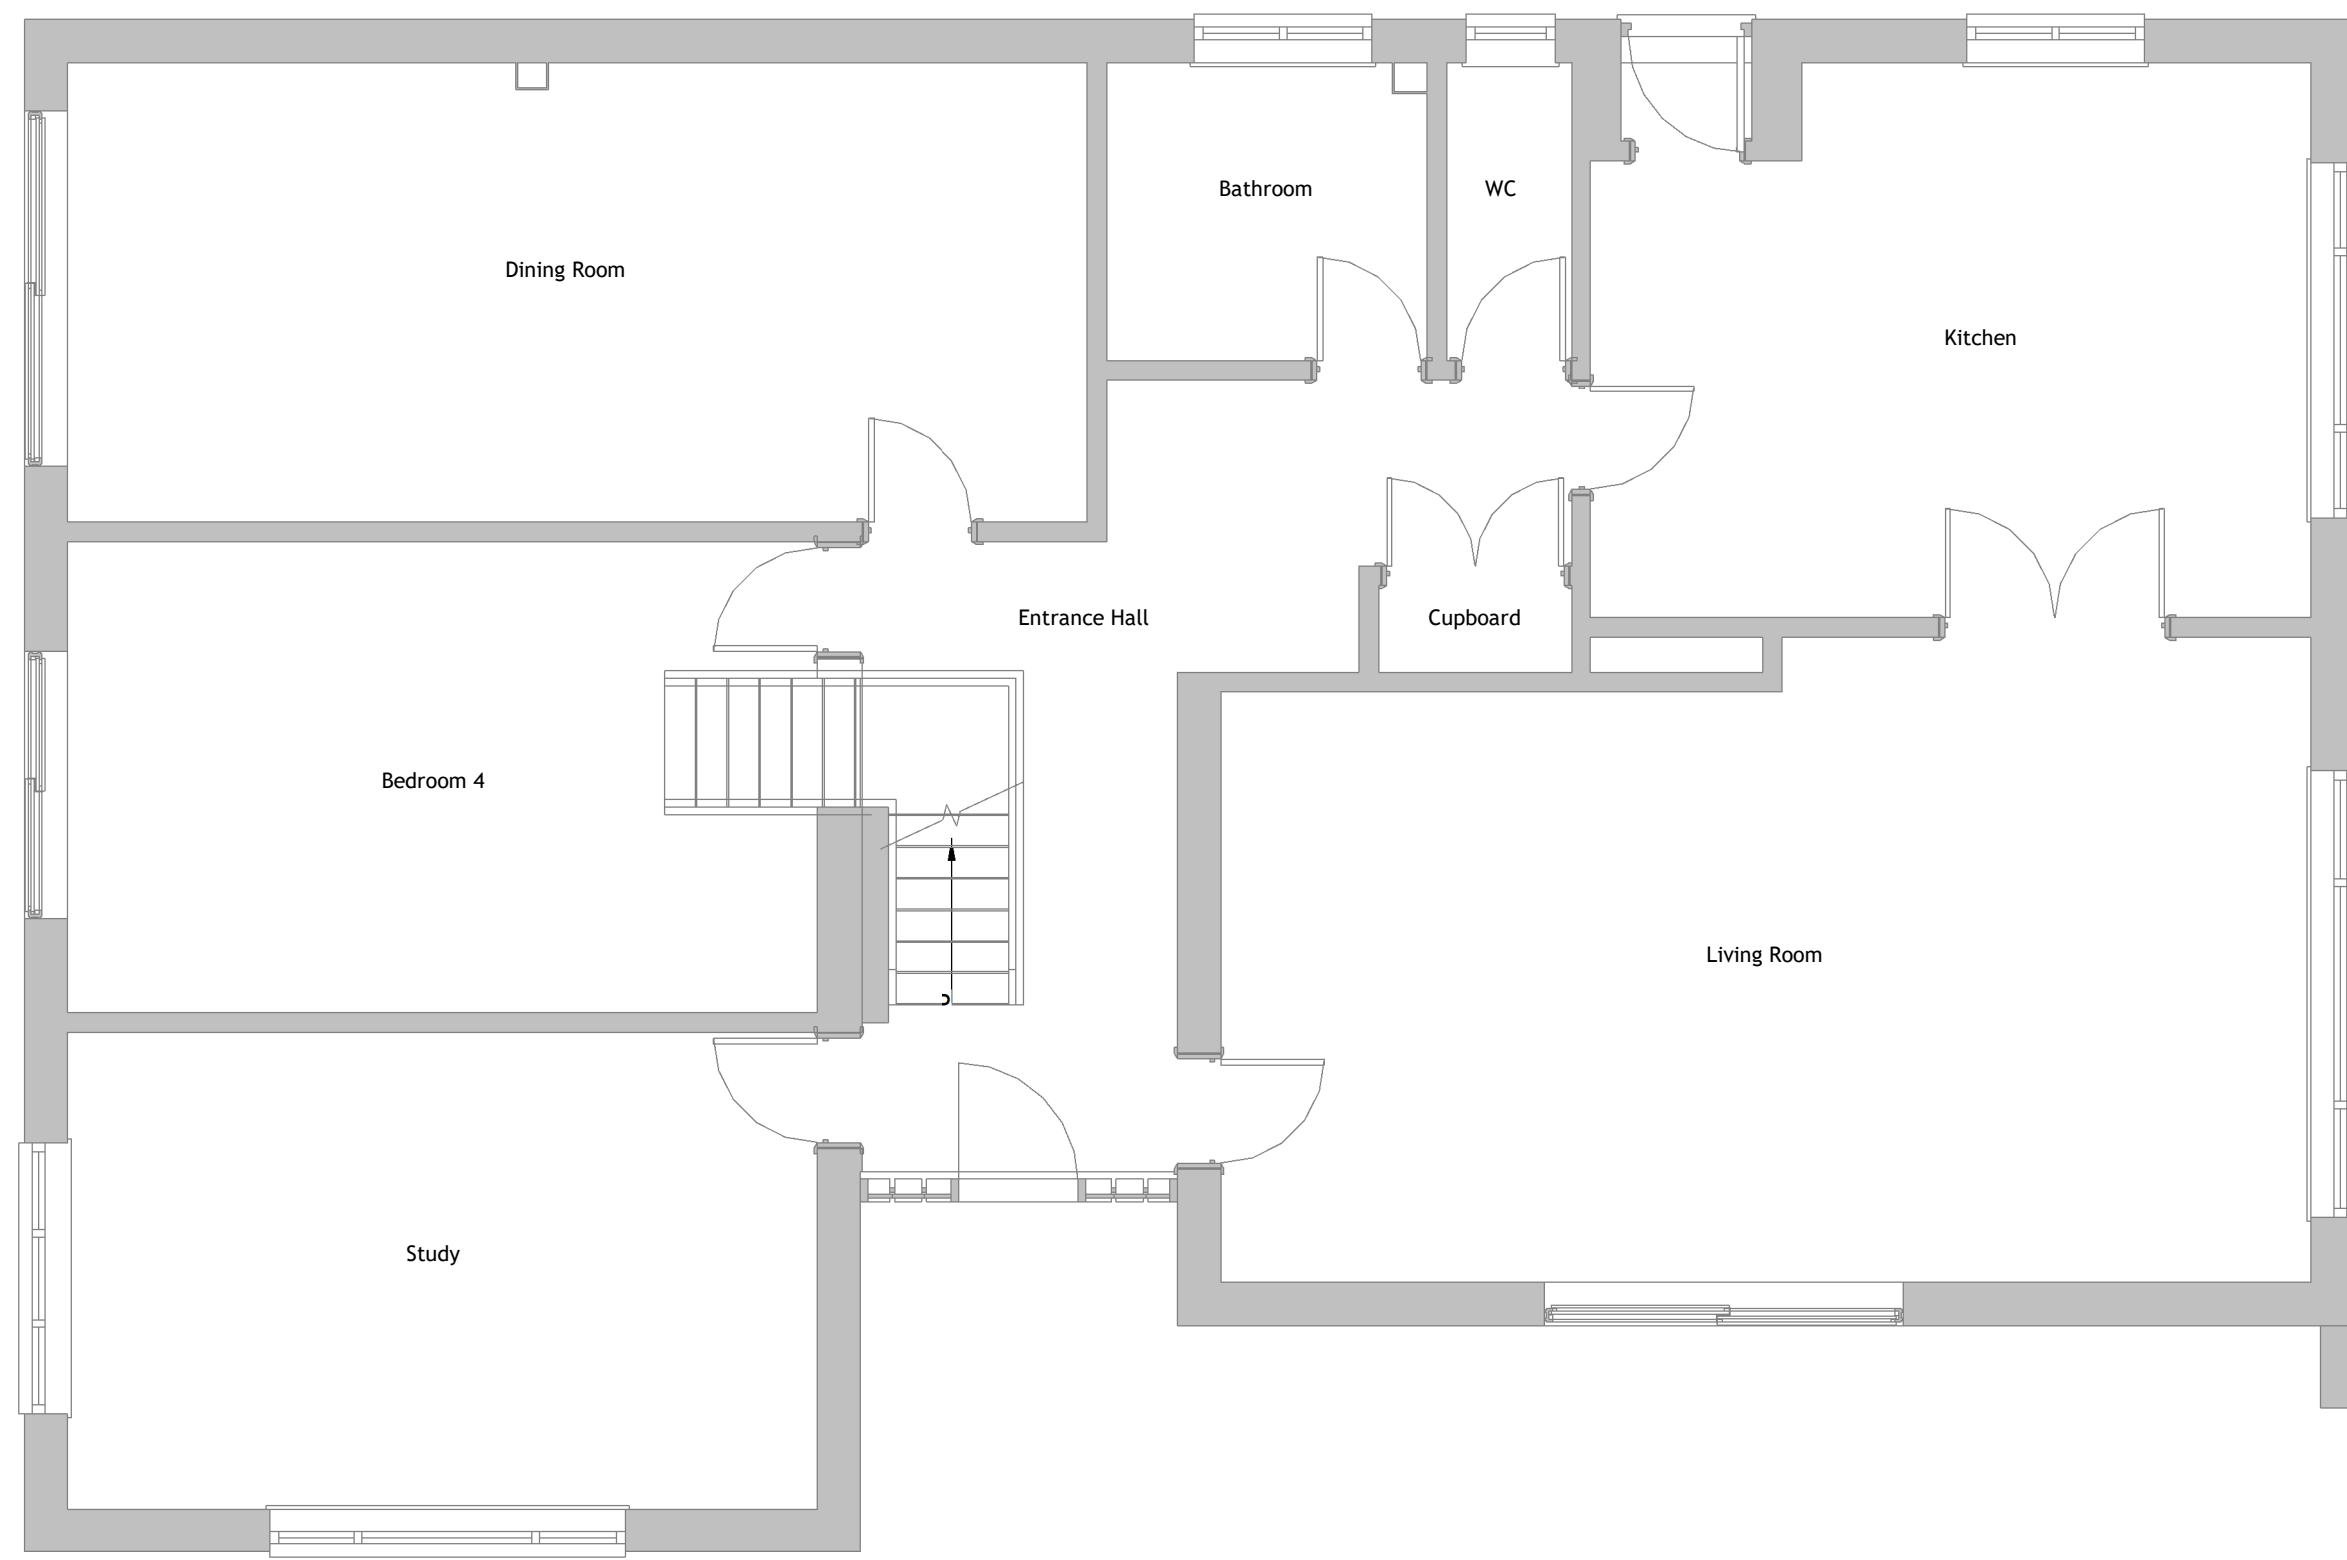 Bathroom
WC
Dining Room
Kitchen
Entrance Hall
Cupboard
Bedroom 4
Living Room
Study